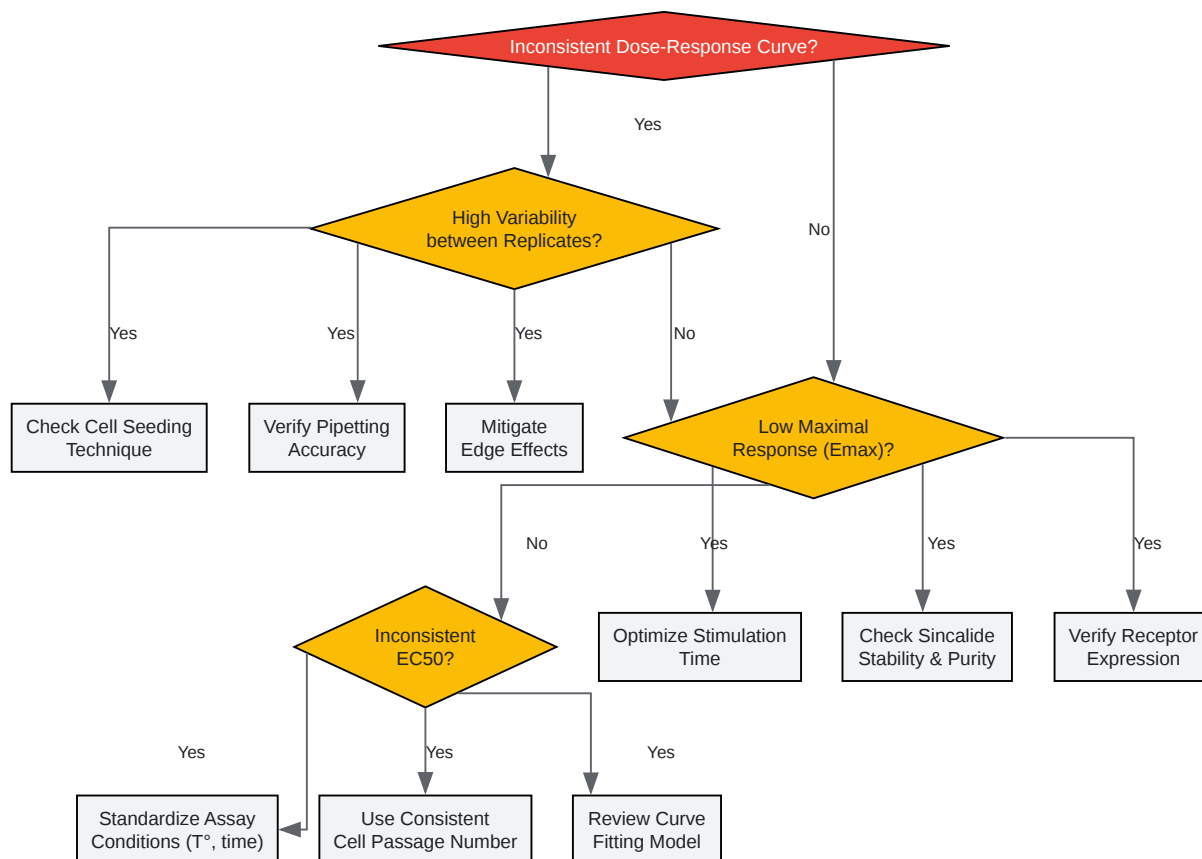 Inconsistent Dose-Response Curve?
Yes
High Variability
between Replicates?
No
Yes
Yes
Yes
No
Check Cell Seeding
Technique
Verify Pipetting
Accuracy
Mitigate
Edge Effects
Low Maximal
Response (Emax)?
No
Yes
Yes
Yes
Inconsistent
EC50?
Optimize Stimulation
Time
Check Sincalide
Stability & Purity
Verify Receptor
Expression
Yes
Yes
Yes
Standardize Assay
Conditions (T°, time)
Use Consistent
Cell Passage Number
Review Curve
Fitting Model